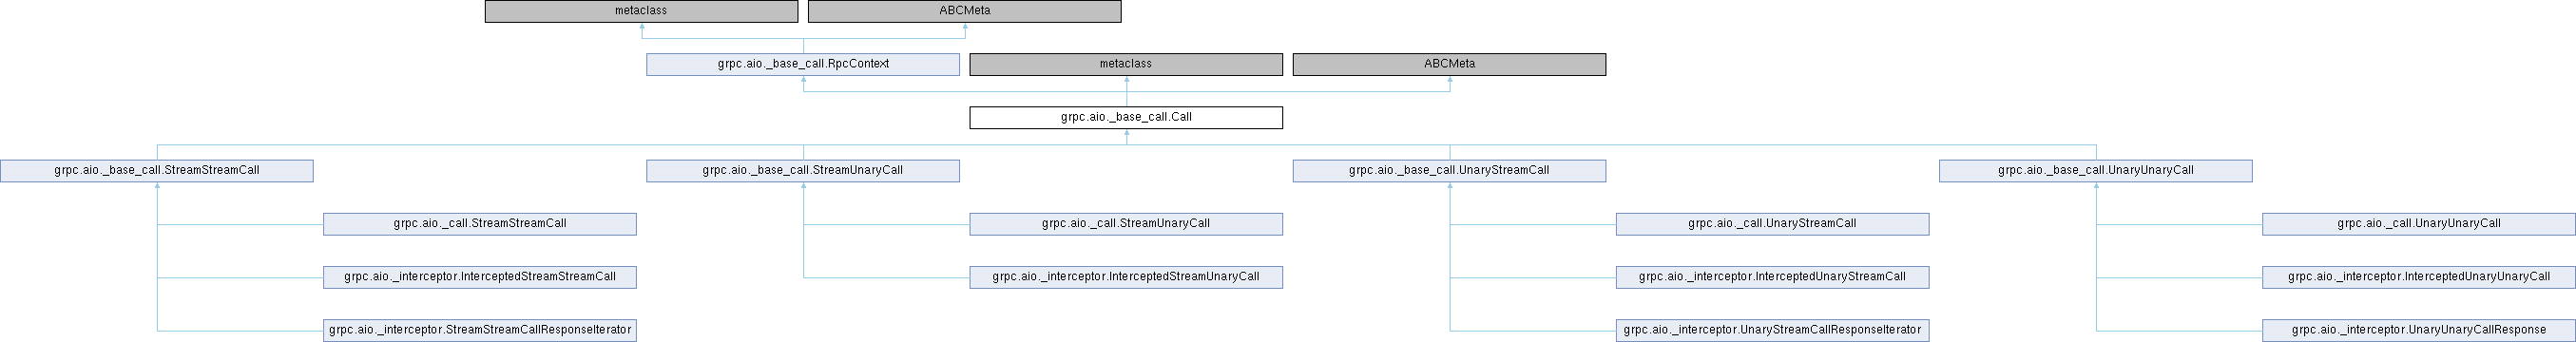 metaclass
ABCMeta
grpc.aio._base_call.RpcContext
metaclass
ABCMeta
grpc.aio._base_call.Call
grpc.aio._base_call.StreamStreamCall
grpc.aio._base_call.StreamUnaryCall
grpc.aio._base_call.UnaryStreamCall
grpc.aio._base_call.UnaryUnaryCall
grpc.aio._call.StreamStreamCall
grpc.aio._call.StreamUnaryCall
grpc.aio._call.UnaryStreamCall
grpc.aio._call.UnaryUnaryCall
grpc.aio._interceptor.InterceptedStreamStreamCall
grpc.aio._interceptor.InterceptedStreamUnaryCall
grpc.aio._interceptor.InterceptedUnaryStreamCall
grpc.aio._interceptor.InterceptedUnaryUnaryCall
grpc.aio._interceptor.StreamStreamCallResponseIterator
grpc.aio._interceptor.UnaryStreamCallResponseIterator
grpc.aio._interceptor.UnaryUnaryCallResponse